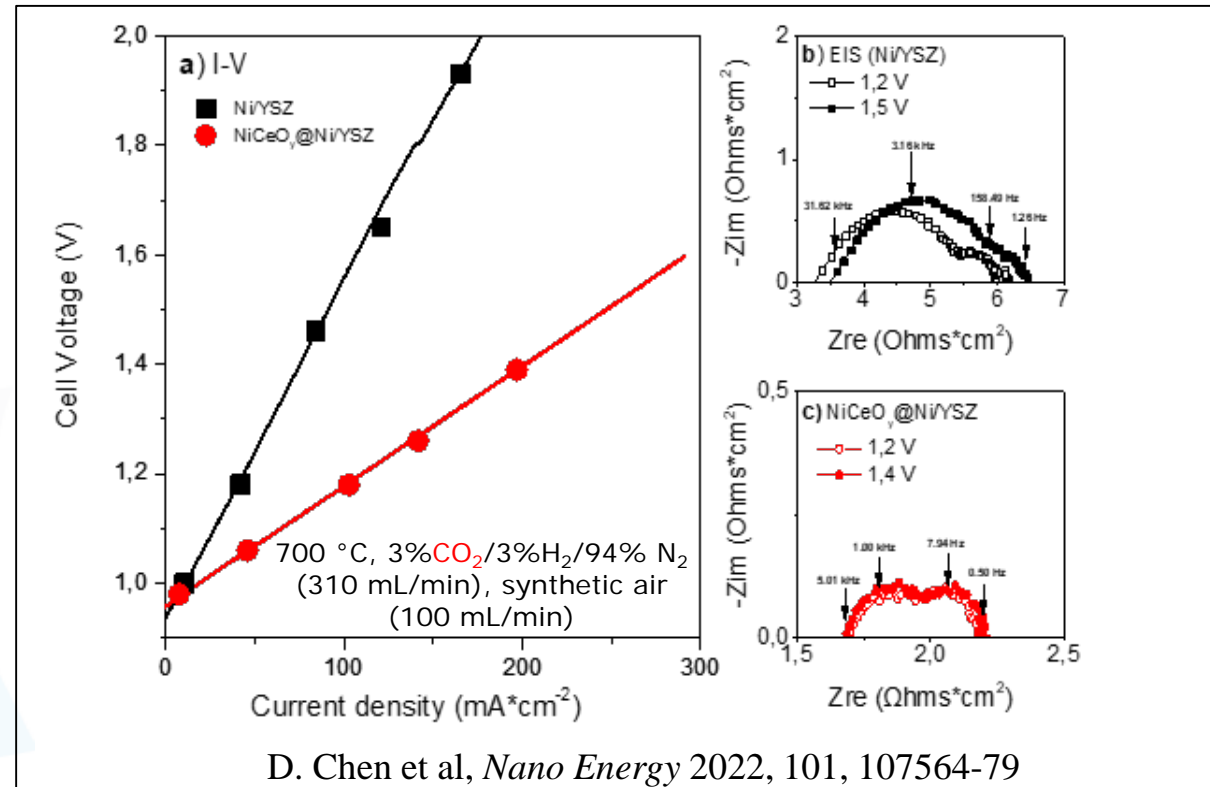 a) I-V
Ni/YSZ
NiCeOy@Ni/YSZ
2,0
1,8
1,6
1,4
1,2
1,0
Cell Voltage (V)
700 °C, 3%CO2/3%H2/94% N2
(310 mL/min), synthetic air
(100 mL/min)
0
100
200
300
Current density (mA*cm-2)
b) EIS (Ni/YSZ)
1,2 V
1,5 V
3.16 kHz
31.62 kHz
158.49 Hz
1.26 Hz
2
1
0
-Zim (Ohms*cm2)
3
4
5
6
7
Zre (Ohms*cm2)
c) NiCeOy@Ni/YSZ
1,2 V
1,4 V
1.00 kHz
7.94 Hz
5.01 kHz
0.50 Hz
0,5
0,0
-Zim (Ohms*cm2)
1,5
2,0
2,5
Zre (Ωhms*cm2)
D. Chen et al, Nano Energy 2022, 101, 107564-79